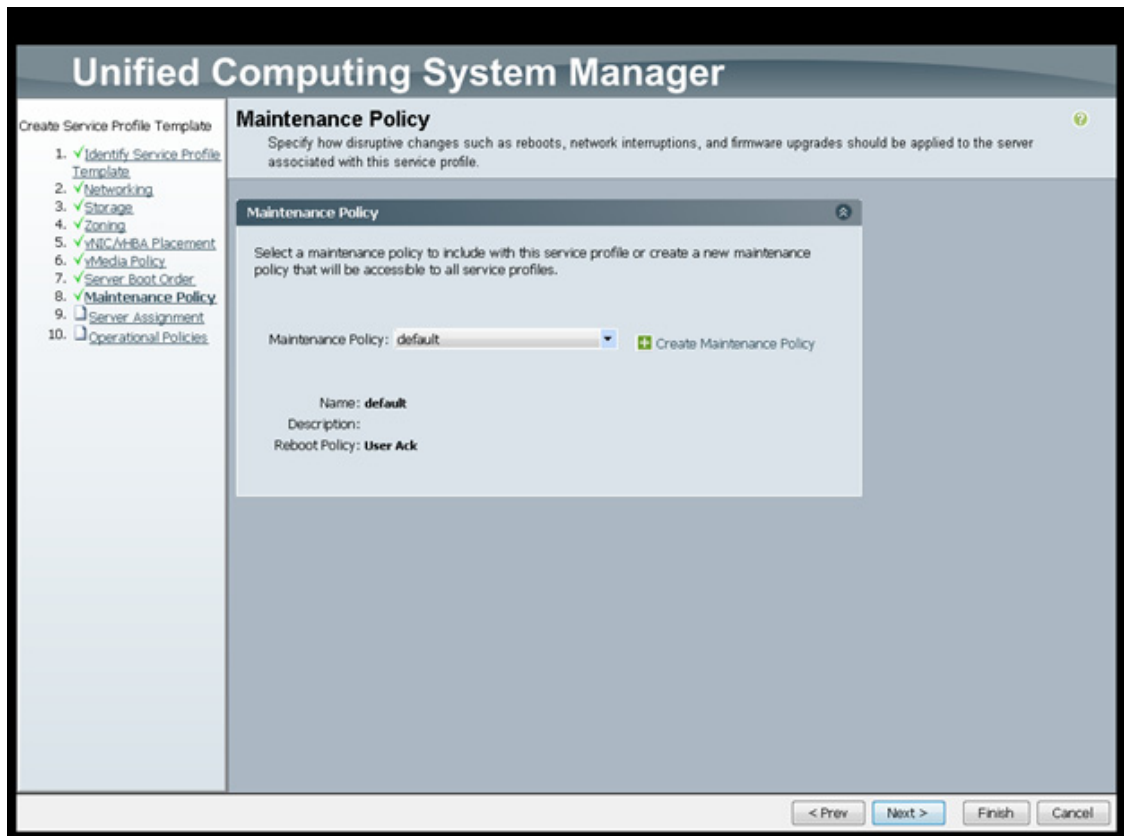 Unified Computing System Manager
Create Service Profile Template
1. Identify Service Profile
Template
2. Networking
3. Storage
4. Zoning
5. vNIC/vHBA Placement
6. vMedia Policy
7. Server Boot Order
8. Maintenance Policy
9. Server Assignment
10. Operational Policies
Maintenance Policy
Specify how disruptive changes such as reboots, network interruptions, and firmware upgrades should be applied to the server
associated with this service profile.
Maintenance Policy
Select a maintenance policy to include with this service profile or create a new maintenance
policy that will be accessible to all service profiles.
Maintenance Policy: default
Create Maintenance Policy
Name: default
Description:
Reboot Policy: User Ack
< Prev
Next >
Finish
Cancel